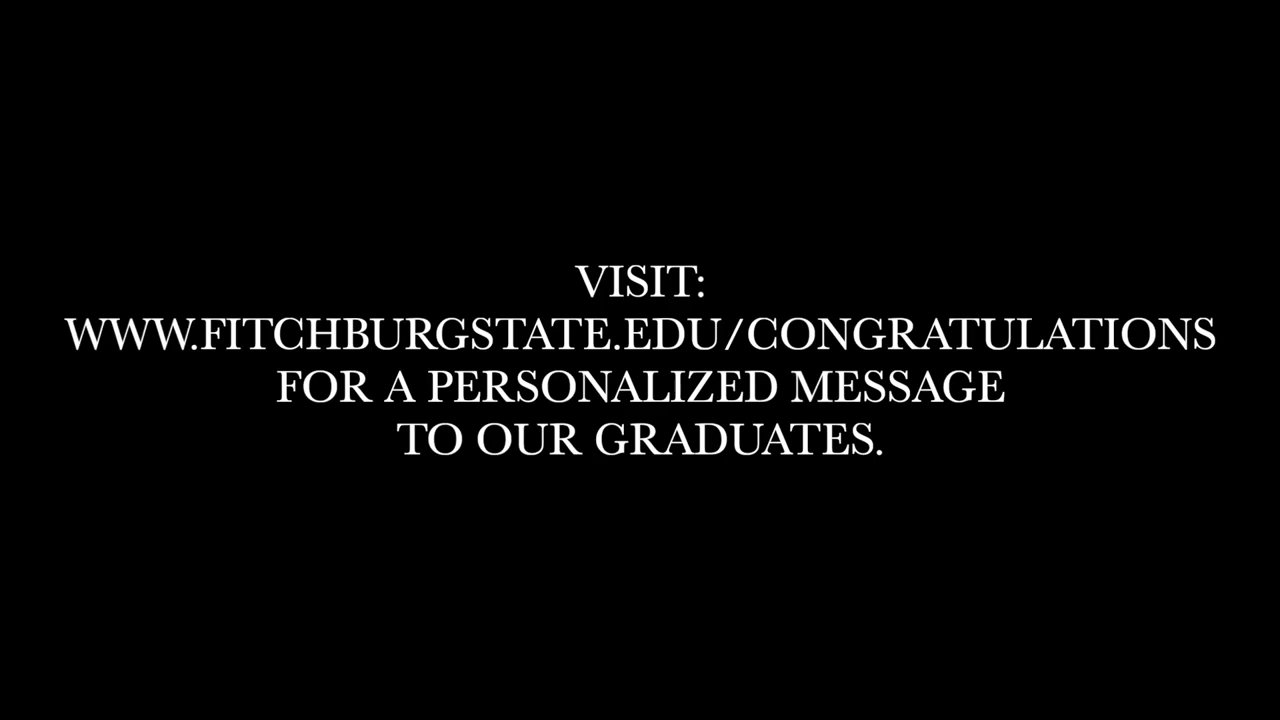 VISIT:
WWW.FITCHBURGSTATE.EDU/CONGRATULATIONS
FOR A PERSONALIZED MESSAGE
TO OUR GRADUATES.